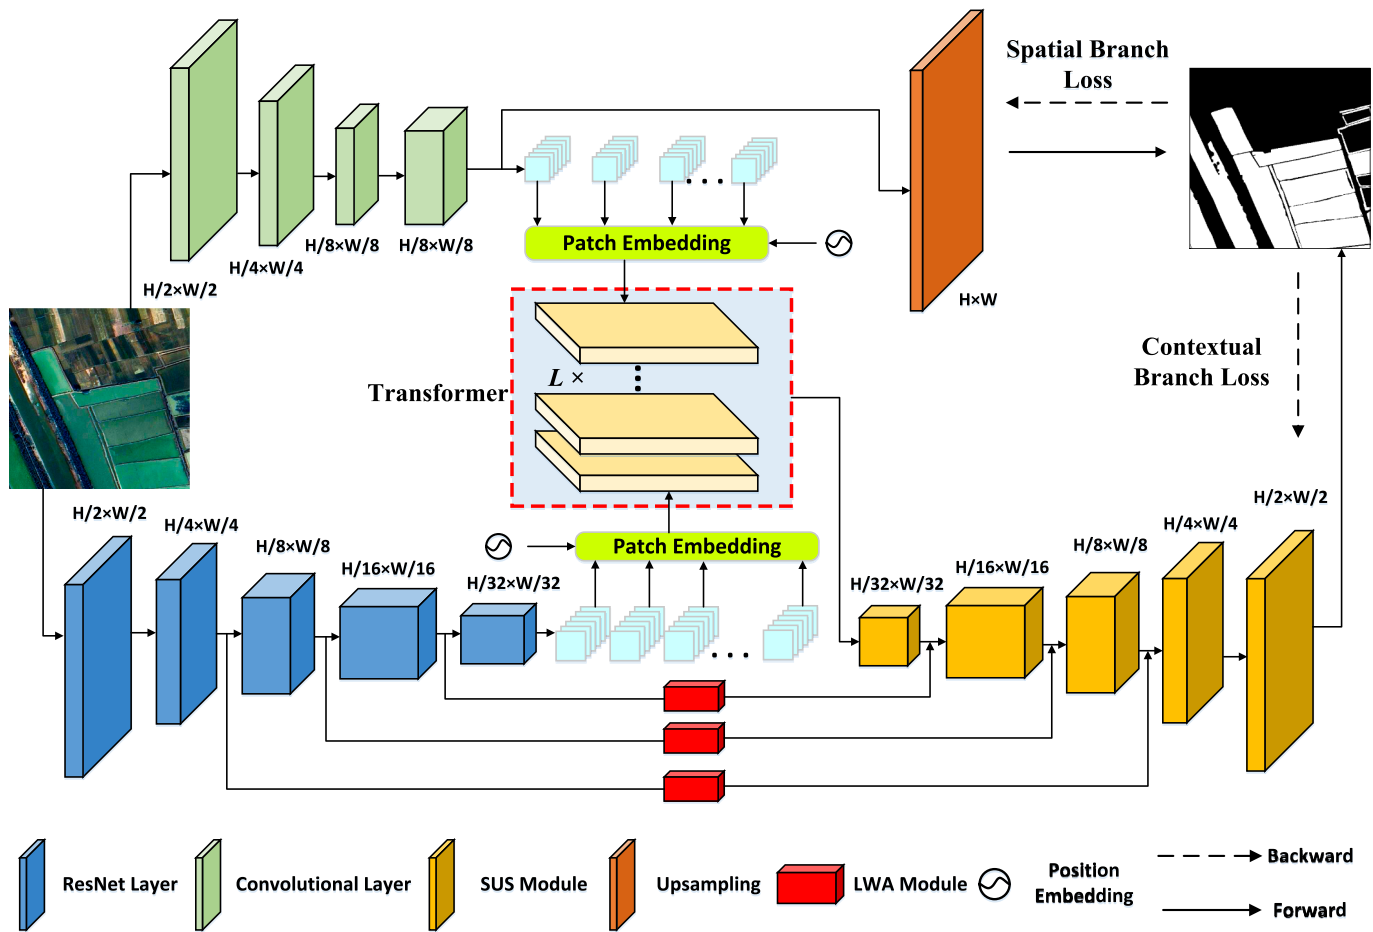 Spatial Branch
Loss
H/2×W/2
H/4×W/4
H/8×W/8
H/8×W/8
Patch Embedding
H×W
Transformer
L ×
Contextual
Branch Loss
Patch Embedding
H/2×W/2
H/4×W/4
H/8×W/8
H/16×W/16
H/32×W/32
H/32×W/32
H/16×W/16
H/8×W/8
H/4×W/4
H/2×W/2
ResNet Layer
Convolutional Layer
SUS Module
Upsampling
LWA Module
Position
Embedding
Backward
Forward